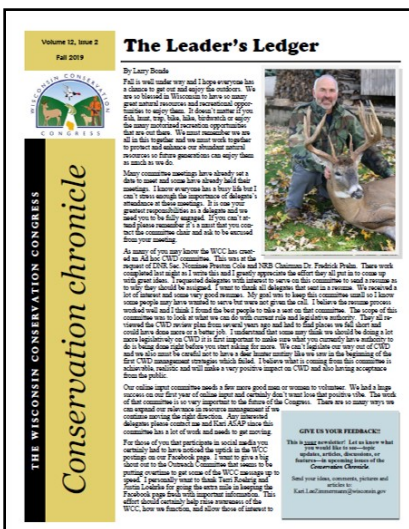 Volume 12, Issue 2
Fall 2019
WISCONSIN CONSERVATION
CONGRESS
THE WISCONSIN CONSERVATION CONGRESS
Conservation chronicle
The Leader's Ledger
By Larry Bonde
Fall is well under way and I hope everyone has
a chance to get out and enjoy the outdoors. We
are so blessed in Wisconsin to have so many
great natural resources and recreational oppor-
tunities to enjoy. It doesn't matter if you
fish, hunt, trap, bike, hike, birdwatch or enjoy
the many motorized recreation opportunities
that are out there. We must remember we are
all in this together and we must work together
to protect and enhance our abundant natural
resources so future generations can enjoy them
as much as we do.
Many committee meetings have already set a
date to meet and some have already held their
meetings. I know everyone has a busy life but I
can't stress enough the importance of delegate's
attendance at these meetings. It is one your
greatest responsibilities as a delegate and we
need you to be fully engaged. If you can't at-
tend please remember it's a must that you con-
tact the committee chair and ask to be excused
from your meeting.
As many of you may know the WCC has creat-
ed an Ad hoc CWD committee. This was at the
request of DNR Sec. Nominee Preston Cole and NRB Chairman Dr. Fredrick Prehn. There work
completed last night as I write this and I greatly appreciate the effort all put in to come up
with great ideas. I requested delegates with interest to serve on this committee to send a resume as
to why they should be assigned. I want to thank all delegates that sent in a resume. We received a
lot of interest and some very good resumes. My goal was to keep this committee small so I know
some people may have wanted to serve but were not given the call. I believe the resume process
worked well and I think I found the best people to take a seat on that committee. The scope of this
committee was to look at what we can do with current rule and legislative authority. They all re-
viewed the CWD review plan from several years ago and had to find places we fell short and
could have done more or a better job. I understand that some may think we should be doing a lot
more legislatively on CWD it is first important to make sure what you currently have authority to
do is being done right before you start asking for more. We can't legislate our way out of CWD
and we also must be careful not to have a deer hunter mutiny like we saw in the beginning of the
first CWD management strategies which failed. I believe what is coming from this committee is
achievable, realistic and will make a very positive impact on CWD and also having acceptance
from the public.
Our online input committee needs a few more good men or women to volunteer. We had a huge
success on our first year of online input and certainly don't want lose that positive vibe. The work
of that committee is so very important to the future of the Congress. There are so many ways we
can expand our relevance in resource management if we
continue moving the right direction. Any interested
delegates please contact me and Kari ASAP since this
committee has a lot of work and needs to get moving.
For those of you that participate in social media you
certainly had to have noticed the uptick in the WCC
postings on our Facebook page. I want to give a big
shout out to the Outreach Committee that seems to be
putting overtime to get some of the WCC message up to
speed. I personally want to thank Terri Roehrig and
Justin Loehrke for going the extra mile in keeping the
Facebook page fresh with important information. This
effort should certainly help raise awareness of the
WCC, how we function, and allow those of interest to
GIVE US YOUR FEEDBACK!!
This is your newsletter! Let us know what
you would like to see—topic
updates, articles, discussions, or
features—in upcoming issues of the
Conservation Chronicle.
Send your ideas, comments, pictures and
articles to: